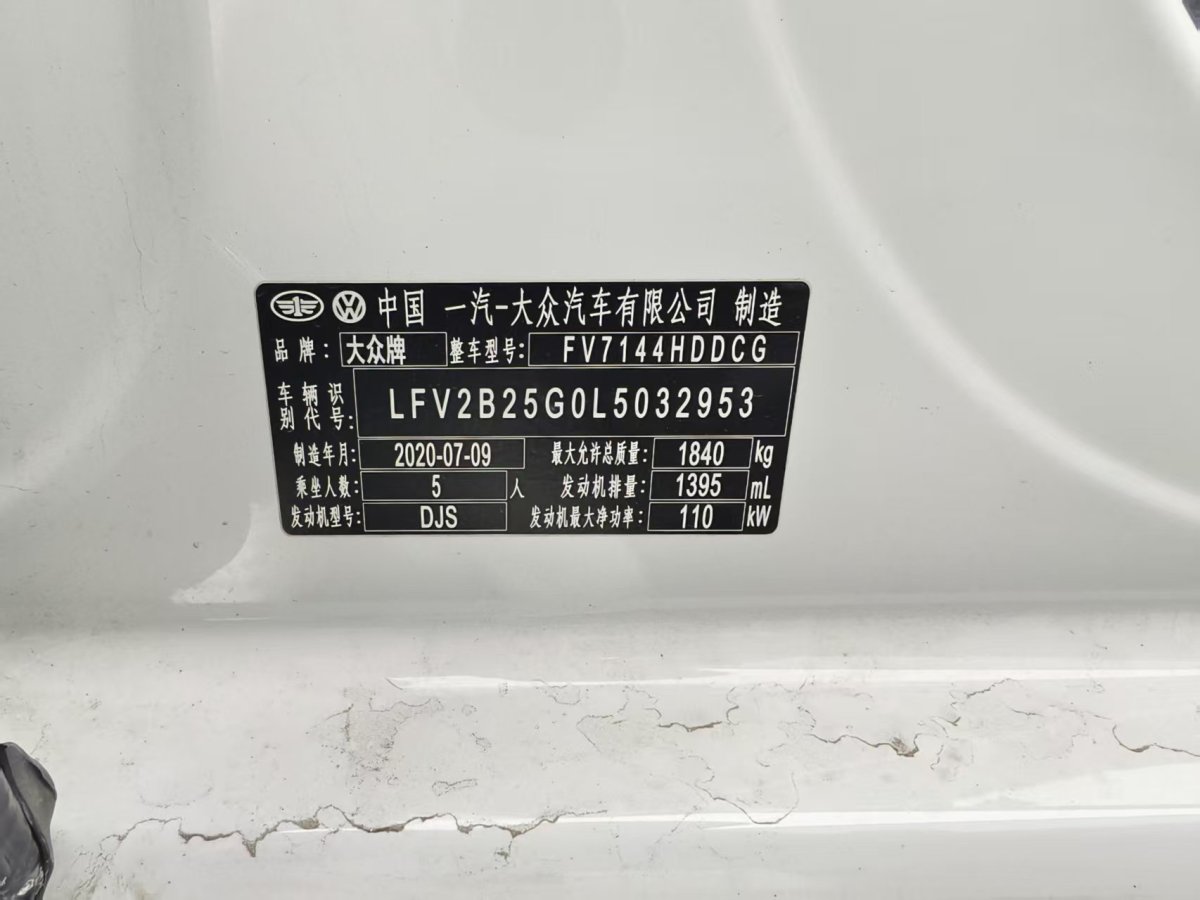 中国 一汽-大众汽车有限公司 制造
品牌: 大众牌 整车型号: FV7144HDDCG
车辆识别代号: LFV2B25G0L5032953
制造年月: 2020-07-09 最大允许总质量: 1840 kg
乘坐人数: 5 人 发动机排量: 1395 mL
发动机型号: DJS 发动机最大净功率: 110 kW